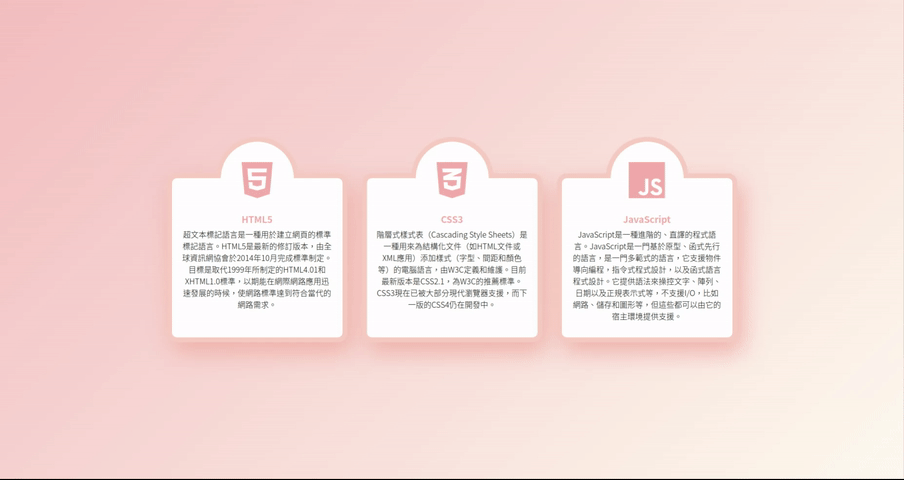 HTML5
超文本標記語言是一種用於建立網頁的標準
標記語言。HTML5是最新的修訂版本，由全
球資訊網協會於2014年10月完成標準制定。
目標是取代1999年所制定的HTML4.01和
XHTML1.0標準，以期能在網際網路應用迅
速發展的時候，使網路標準達到符合當代的
網路需求。
CSS3
階層式樣式表（Cascading Style Sheets）是
一種用來為結構化文件（如HTML文件或
XML應用）添加樣式（字型、間距和顏色
等）的電腦語言，由W3C定義和維護。目前
最新版本是CSS2.1，為W3C的推薦標準。
CSS3現在已被大部分現代瀏覽器支援，而下
一版的CSS4仍在開發中。
JS
JavaScript
JavaScript是一種進階的、直譯的程式語
言。JavaScript是一門基於原型、函式先行
的語言，是一門多範式的語言，它支援物件
導向編程，指令式程式設計，以及函式語言
程式設計。它提供語法來操控文字、陣列、
日期以及正規表示式等，不支援I/O，比如
網路、儲存和圖形等，但這些都可以由它的
宿主環境提供支援。